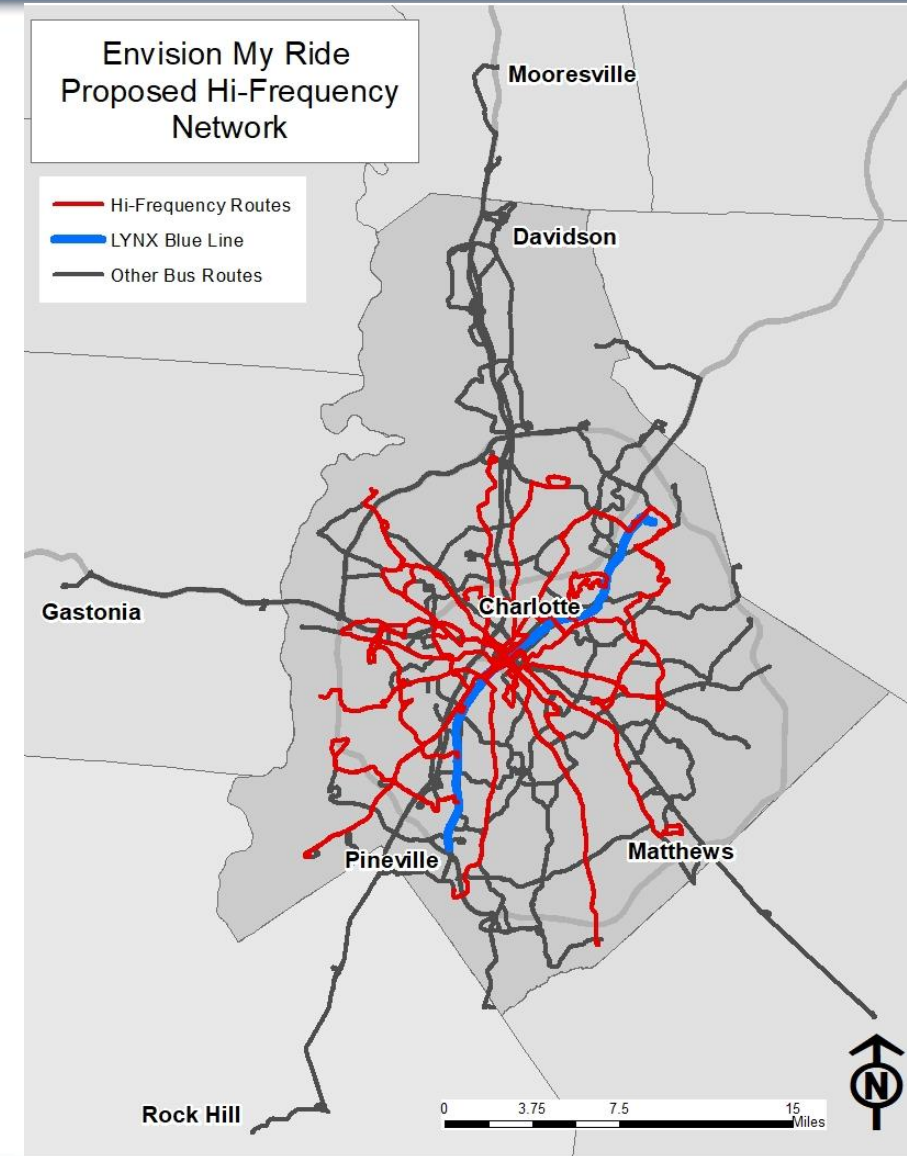 Envision My Ride
Proposed Hi-Frequency
Network
Hi-Frequency Routes
LYNX Blue Line
Other Bus Routes
Mooresville
Davidson
Gastonia
Charlotte
Pineville
Matthews
Rock Hill
0 3.75 7.5 15
Miles
N